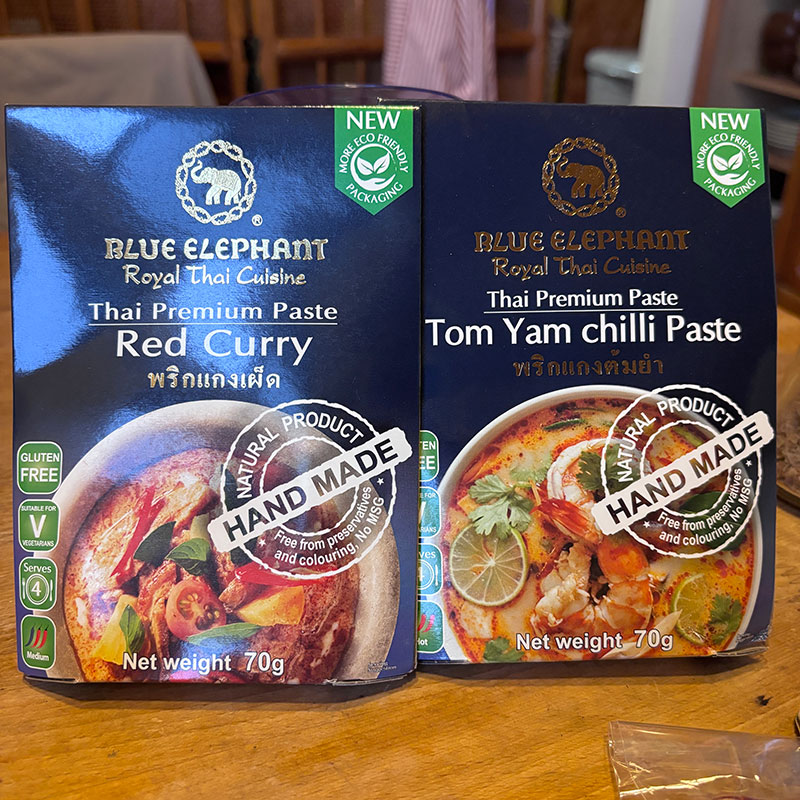 NEW
MORE ECO FRIENDLY
PACKAGING
®
BLUE ELEPHANT
Royal Thai Cuisine
Thai Premium Paste
Red Curry
พริกแกงเผ็ด
NATURAL PRODUCT
HAND MADE
Free from preservatives
and colouring, No MSG
GLUTEN
FREE
SUITABLE FOR
V
VEGETARIANS
Serves
4
Medium
Net weight 70g
NEW
MORE ECO FRIENDLY
PACKAGING
®
BLUE ELEPHANT
Royal Thai Cuisine
Thai Premium Paste
Tom Yam chilli Paste
พริกแกงต้มยำ
NATURAL PRODUCT
HAND MADE
Free from preservatives
and colouring, No MSG
TEN
EE
Net weight 70g